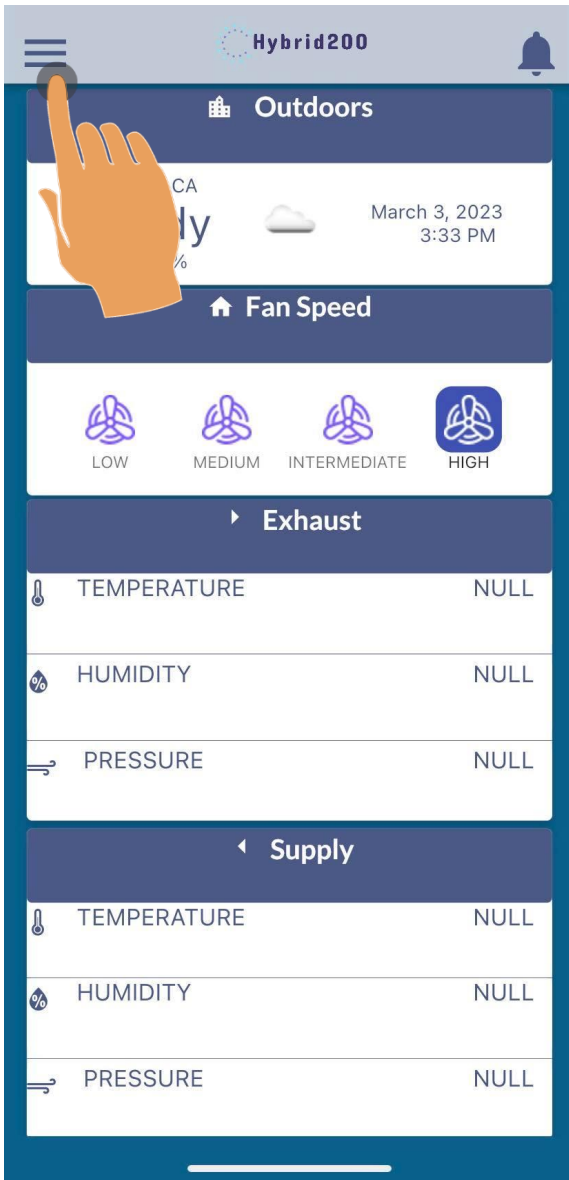 Hybrid200
Outdoors
CA
March 3, 2023
3:33 PM
%
Fan Speed
LOW MEDIUM INTERMEDIATE HIGH
Exhaust
TEMPERATURE NULL
% HUMIDITY NULL
PRESSURE NULL
Supply
TEMPERATURE NULL
% HUMIDITY NULL
PRESSURE NULL